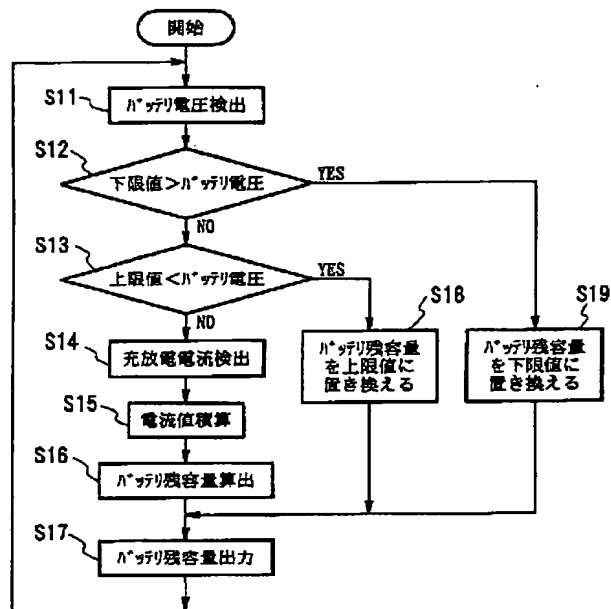 開始
S11
バッテリ電圧検出
S12
下限値>バッテリ電圧
YES
NO
S13
上限値<バッテリ電圧
YES
NO
S14
充放電電流検出
S15
電流値積算
S16
バッテリ残容量算出
S17
バッテリ残容量出力
S18
バッテリ残容量
を上限値に
置き換える
S19
バッテリ残容量
を下限値に
置き換える